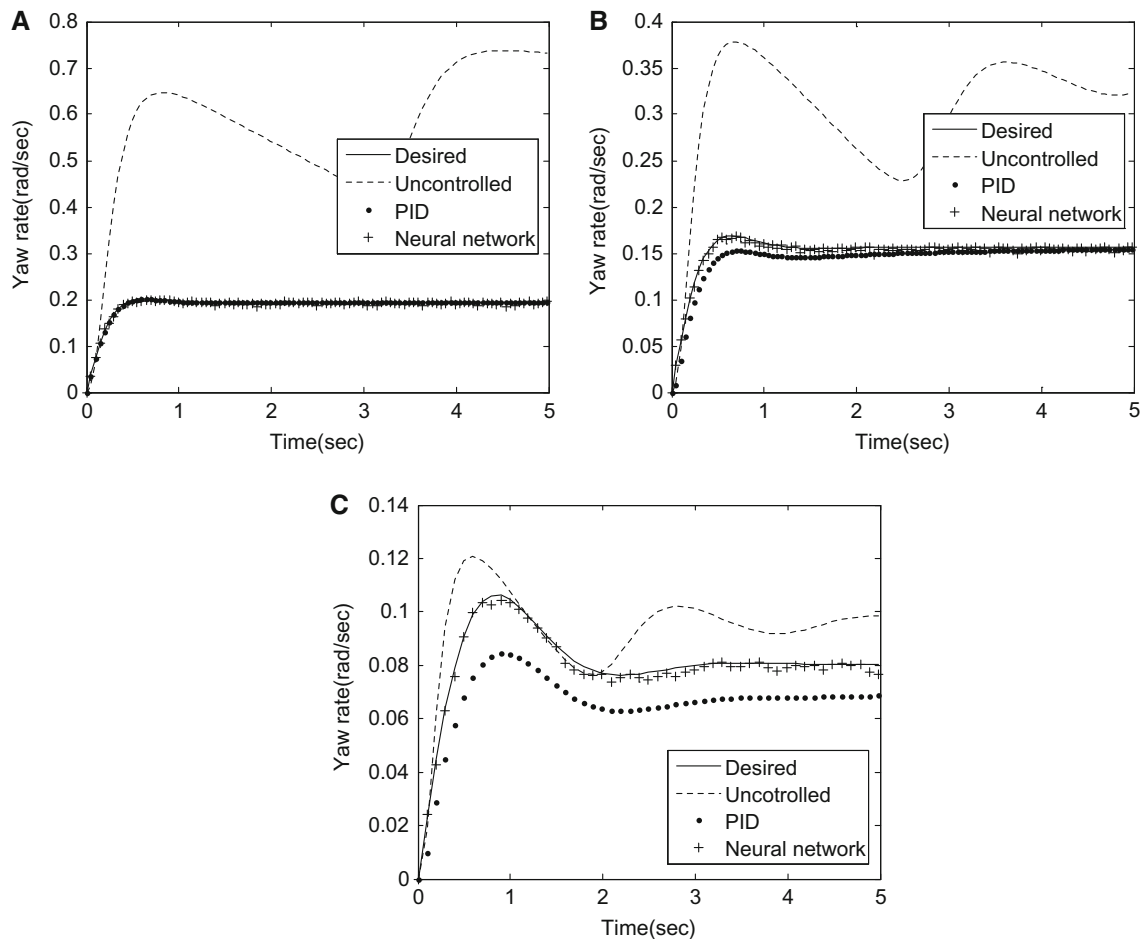 A
Yaw rate(rad/sec)
0.8
0.7
0.6
0.5
0.4
0.3
0.2
0.1
0
0 1 2 3 4 5
Time(sec)
Desired
Uncontrolled
PID
Neural network
B
Yaw rate(rad/sec)
0.4
0.35
0.3
0.25
0.2
0.15
0.1
0.05
0
0 1 2 3 4 5
Time(sec)
Desired
Uncontrolled
PID
Neural network
C
Yaw rate(rad/sec)
0.14
0.12
0.1
0.08
0.06
0.04
0.02
0
0 1 2 3 4 5
Time(sec)
Desired
Uncotrolled
PID
Neural network